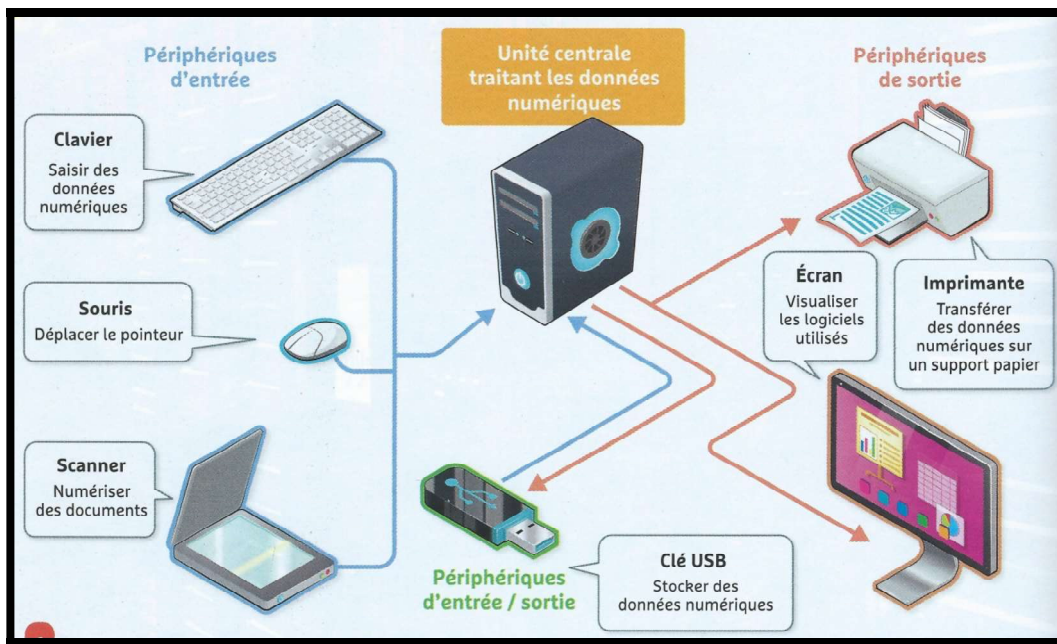 Périphériques
d'entrée
Unité centrale
traitant les données
numériques
Périphériques
de sortie
Clavier
Saisir des
données
numériques
Souris
Déplacer le pointeur
Scanner
Numériser
des documents
Écran
Visualiser
les logiciels
utilisés
Imprimante
Transférer
des données
numériques sur
un support papier
Périphériques
d'entrée / sortie
Clé USB
Stocker des
données numériques